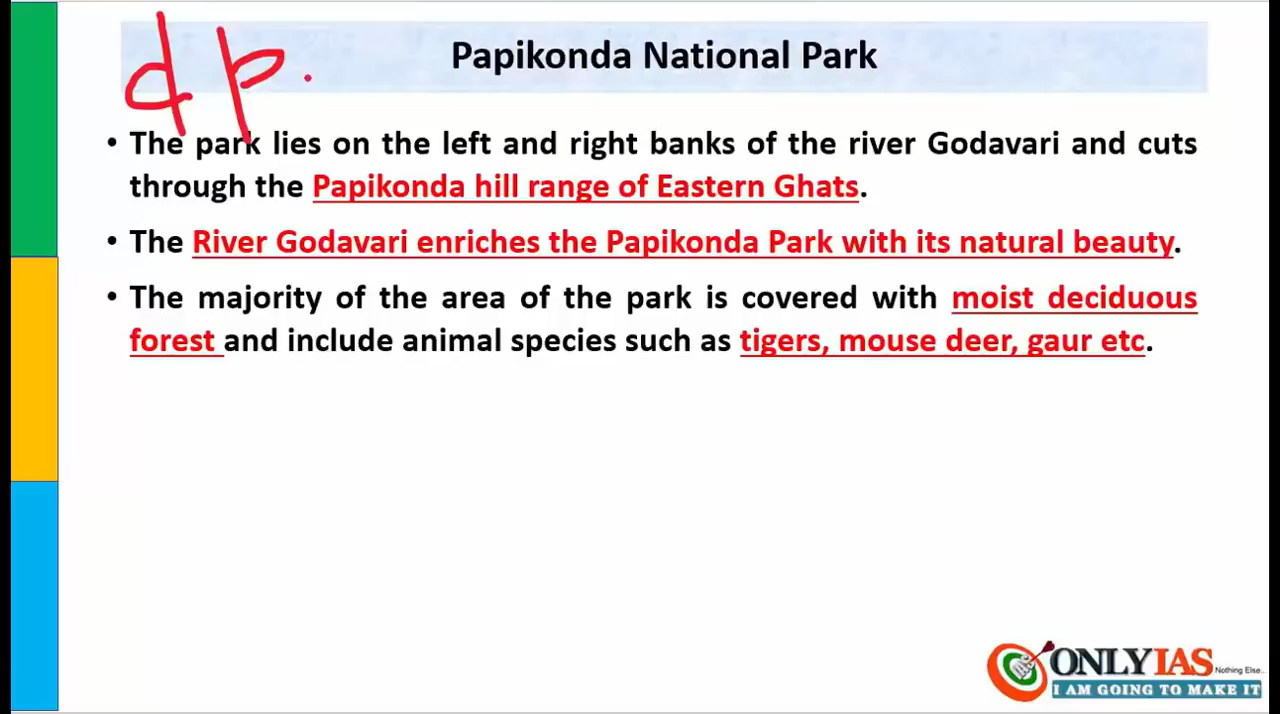 dp.
Papikonda National Park
• The park lies on the left and right banks of the river Godavari and cuts
through the Papikonda hill range of Eastern Ghats.
• The River Godavari enriches the Papikonda Park with its natural beauty.
• The majority of the area of the park is covered with moist deciduous
forest and include animal species such as tigers, mouse deer, gaur etc.
ONLYIAS Nothing Else..
I AM GOING TO MAKE IT